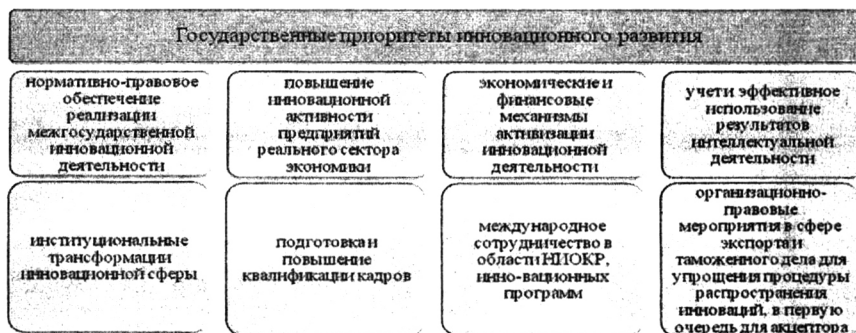 Государственные приоритеты инновационного развития
нормативно-правовое
обеспечение
реализации
межгосударственной
инновационной
деятельности
повышение
инновационной
активности
предприятий
реального сектора
экономики
экономические и
финансовые
механизмы
активизации
инновационной
деятельности
учет и эффективное
использование
результатов
интеллектуальной
деятельности
институциональные
трансформации
инновационной сферы
подготовка и
повышение
квалификации кадров
международное
сотрудничество в
области НИОКР,
инно-вационных
программ
организационно-
правовые
мероприятия в сфере
экспорта и
таможенного дела для
упрощения процедуры
распространения
инноваций, в первую
очередь для акцептора